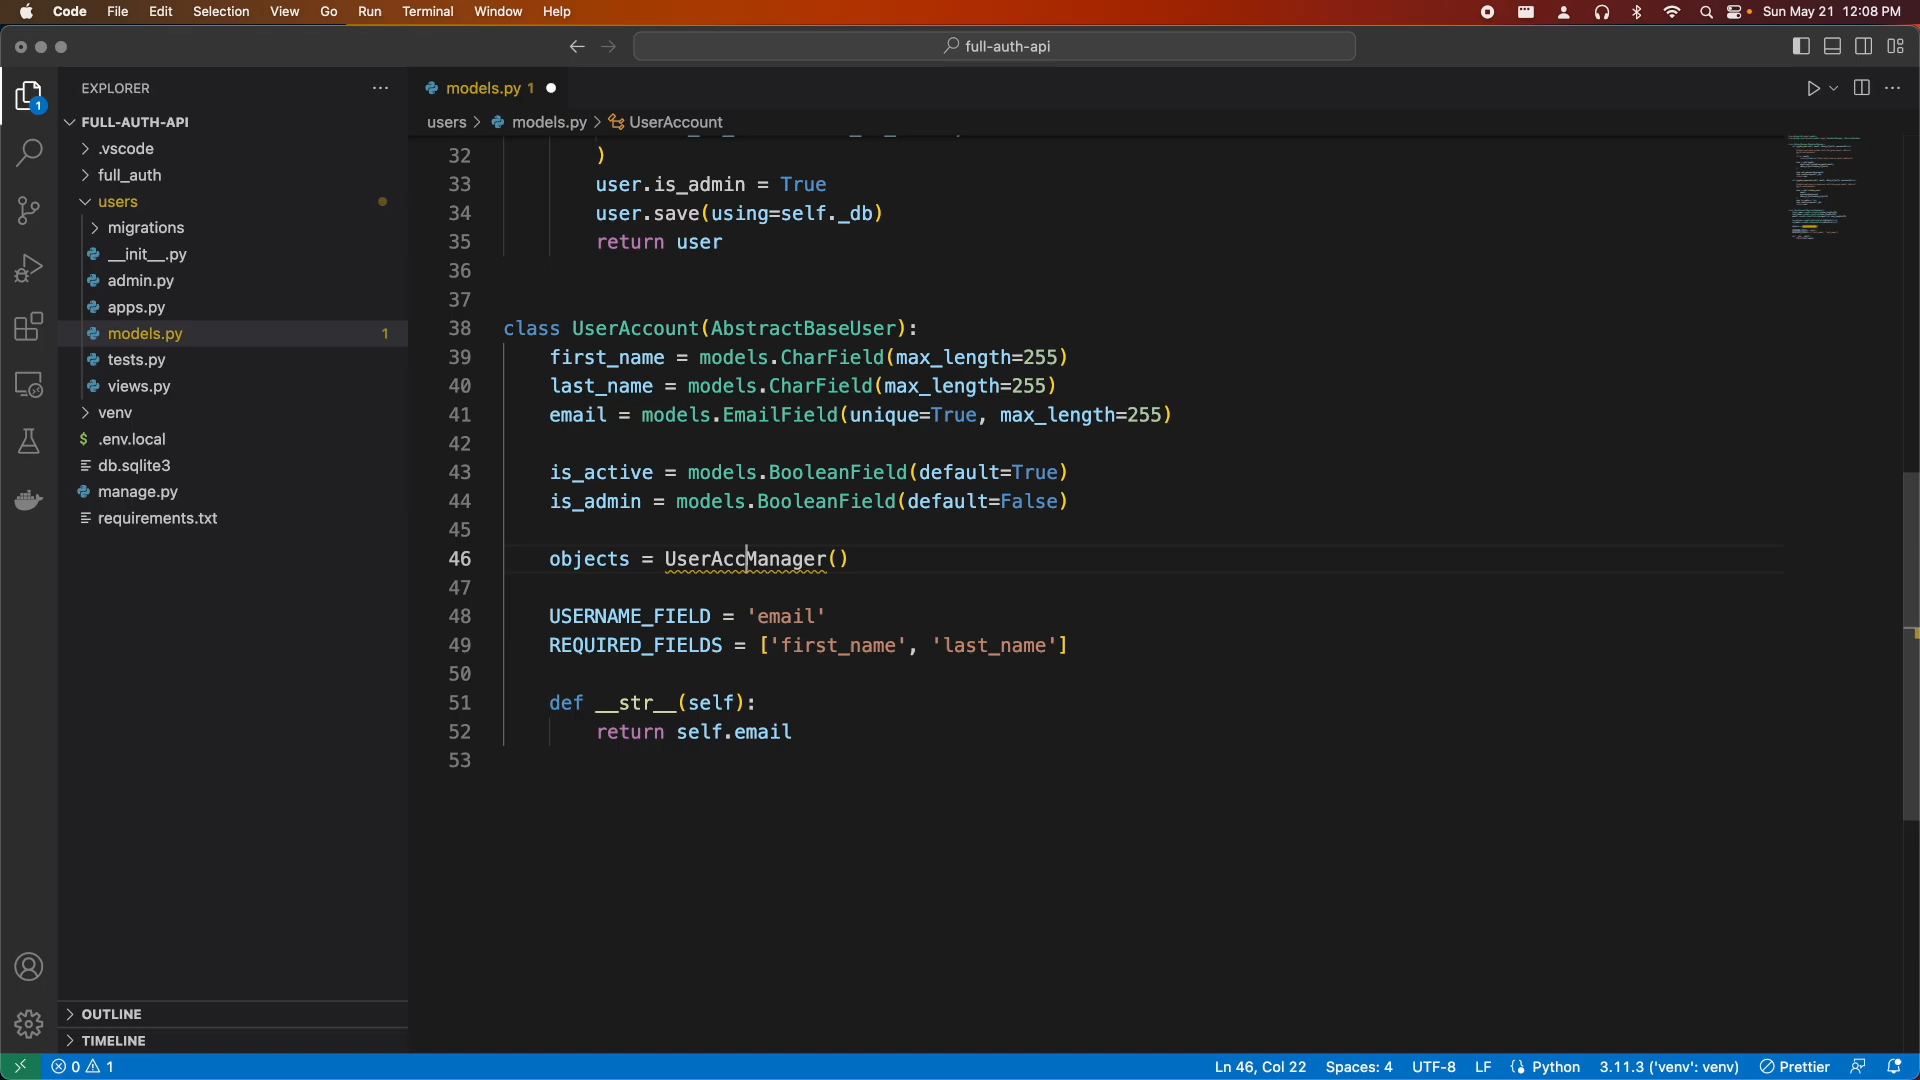 Code File Edit Selection View Go Run Terminal Window Help Sun May 21 12:08 PM
full-auth-api
EXPLORER
FULL-AUTH-API
.vscode
full_auth
users
migrations
__init__.py
admin.py
apps.py
models.py 1
tests.py
views.py
venv
$ .env.local
db.sqlite3
manage.py
requirements.txt
OUTLINE
TIMELINE
1
models.py 1
users > models.py > UserAccount
32 )
33 user.is_admin = True
34 user.save(using=self._db)
35 return user
36
37
38 class UserAccount(AbstractBaseUser):
39 first_name = models.CharField(max_length=255)
40 last_name = models.CharField(max_length=255)
41 email = models.EmailField(unique=True, max_length=255)
42
43 is_active = models.BooleanField(default=True)
44 is_admin = models.BooleanField(default=False)
45
46 objects = UserAccManager()
47
48 USERNAME_FIELD = 'email'
49 REQUIRED_FIELDS = ['first_name', 'last_name']
50
51 def __str__(self):
52 return self.email
53
0 1 Ln 46, Col 22 Spaces: 4 UTF-8 LF Python 3.11.3 ('venv': venv) Prettier